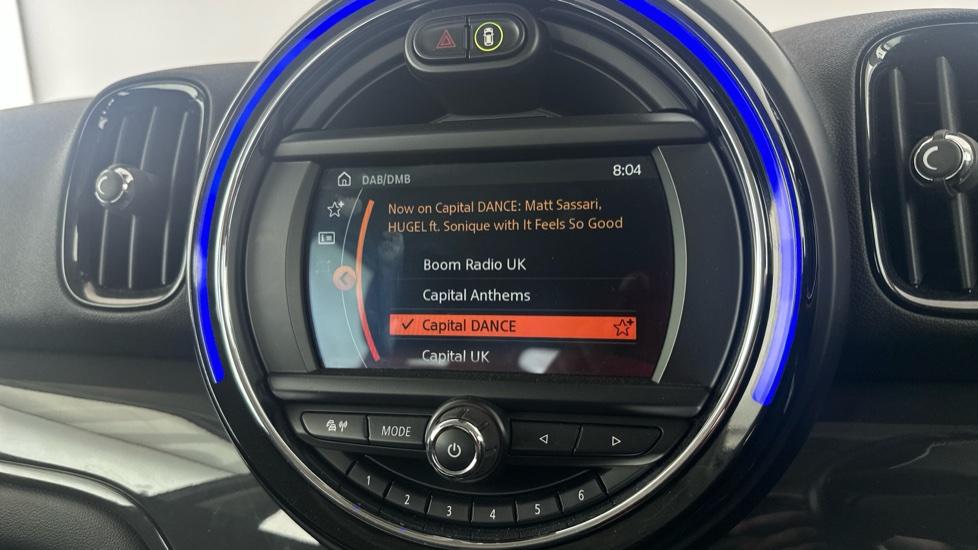 DAB/DMB
8:04
Now on Capital DANCE: Matt Sassari,
HUGEL ft. Sonique with It Feels So Good
Boom Radio UK
Capital Anthems
Capital DANCE
Capital UK
MODE
1 2 3 4 5 6